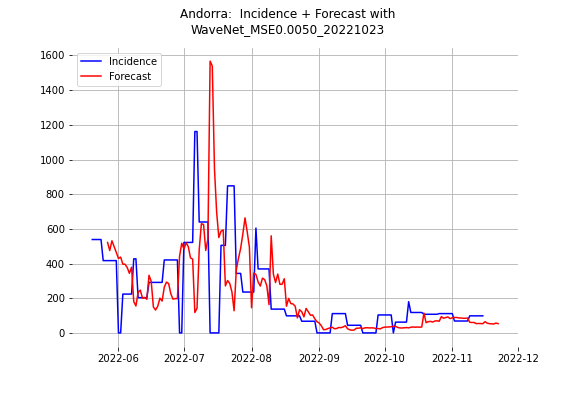 Andorra: Incidence + Forecast with
WaveNet_MSE0.0050_20221023
Incidence
Forecast
1600
1400
1200
1000
800
600
400
200
0
2022-06 2022-07 2022-08 2022-09 2022-10 2022-11 2022-12